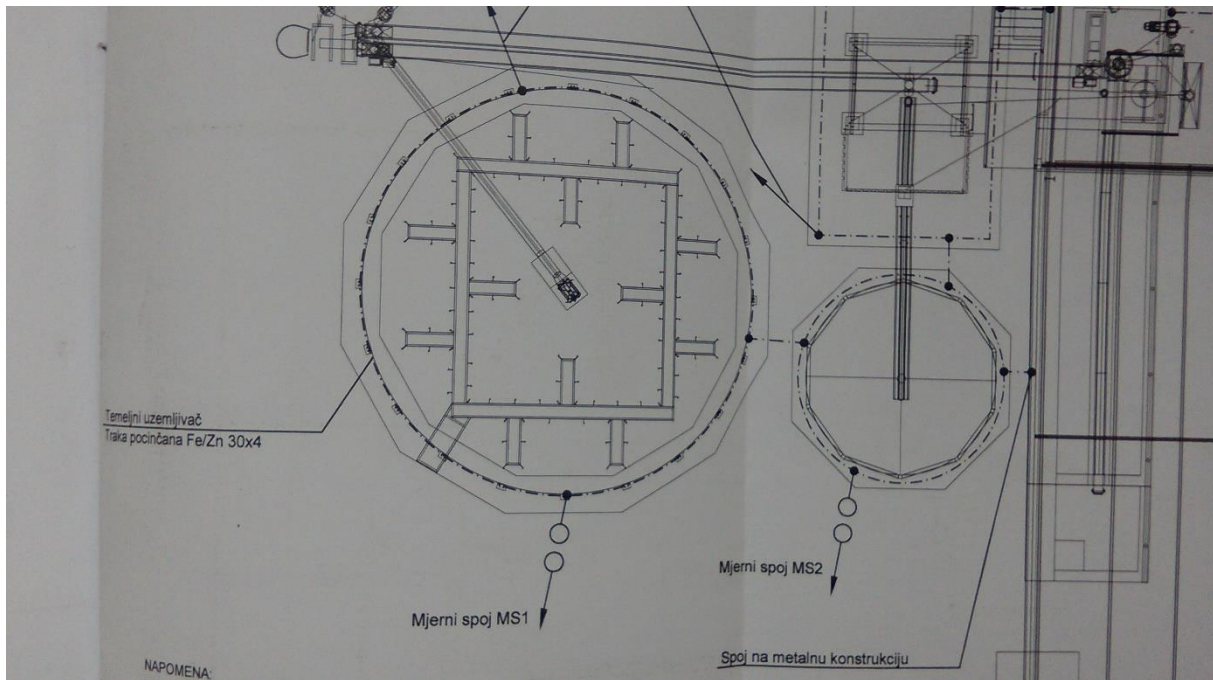 Temeljni uzemljivač
Traka pocinčana Fe/Zn 30x4
Mjerni spoj MS1
Mjerni spoj MS2
Spoj na metalnu konstrukciju
NAPOMENA: